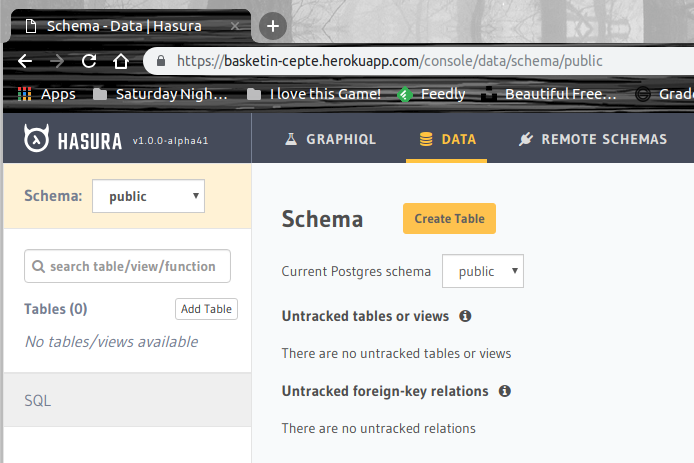 Schema - Data | Hasura
https://basketin-cepte.herokuapp.com/console/data/schema/public
Apps Saturday Nigh... I love this Game! Feedly Beautiful Free... Grade
HASURA v1.0.0-alpha41 GRAPHIQL DATA REMOTE SCHEMAS
Schema: public
Schema Create Table
search table/view/function
Current Postgres schema public
Tables (0) Add Table
Untracked tables or views
No tables/views available
There are no untracked tables or views
Untracked foreign-key relations
SQL
There are no untracked relations